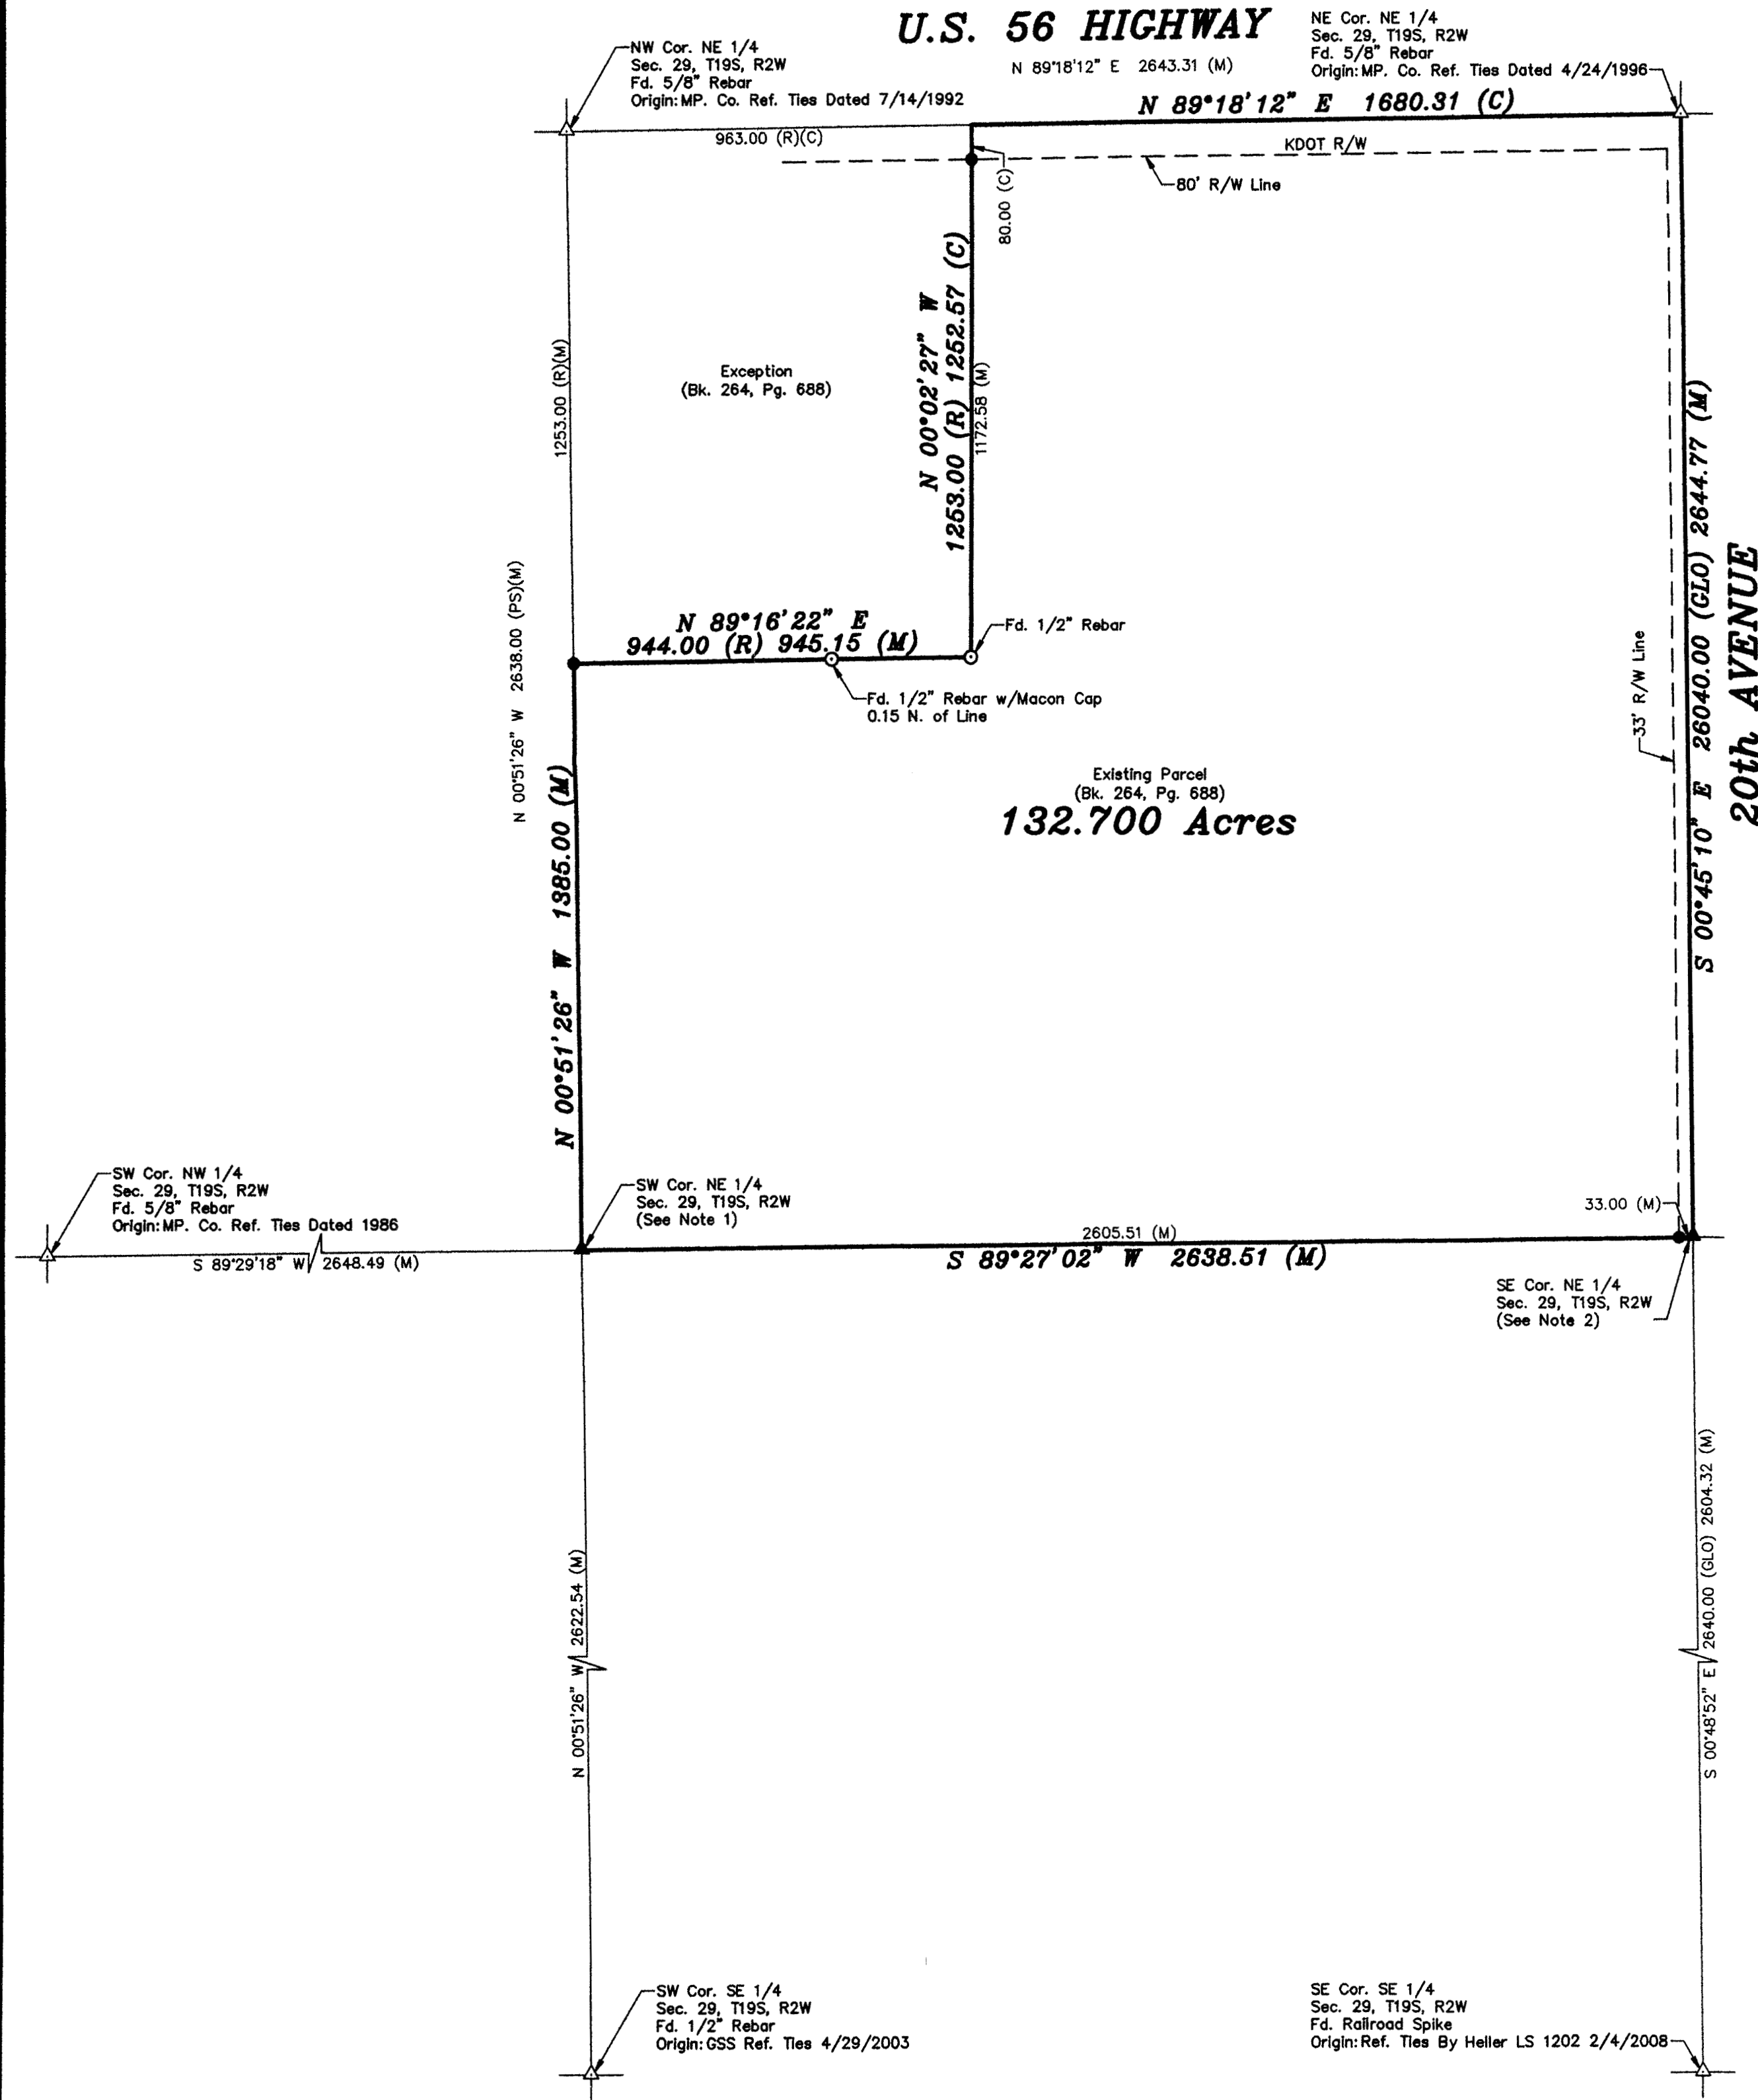 U.S. 56 HIGHWAY
N 89°18'12" E 2643.31 (M)
NW Cor. NE 1/4
Sec. 29, T19S, R2W
Fd. 5/8" Rebar
Origin: MP. Co. Ref. Ties Dated 7/14/1992
NE Cor. NE 1/4
Sec. 29, T19S, R2W
Fd. 5/8" Rebar
Origin: MP. Co. Ref. Ties Dated 4/24/1996
N 89°18'12" E 1680.31 (C)
963.00 (R)(C)
KDOT R/W
80' R/W Line
80.00 (C)
N 00°02'27" W
1253.00 (R) 1252.57 (C)
1172.58 (M)
1253.00 (R)(M)
Exception
(Bk. 264, Pg. 688)
S 00°45'10" E 26040.00 (GLO) 2644.77 (M)
20th AVENUE
33' R/W Line
N 00°51'26" W 2638.00 (PS)(M)
N 89°16'22" E
944.00 (R) 945.15 (M)
Fd. 1/2" Rebar
Fd. 1/2" Rebar w/Macon Cap
0.15 N. of Line
Existing Parcel
(Bk. 264, Pg. 688)
132.700 Acres
N 00°51'26" W 1385.00 (M)
SW Cor. NW 1/4
Sec. 29, T19S, R2W
Fd. 5/8" Rebar
Origin: MP. Co. Ref. Ties Dated 1986
SW Cor. NE 1/4
Sec. 29, T19S, R2W
(See Note 1)
33.00 (M)
2605.51 (M)
S 89°29'18" W 2648.49 (M)
S 89°27'02" W 2638.51 (M)
SE Cor. NE 1/4
Sec. 29, T19S, R2W
(See Note 2)
N 00°51'26" W 2622.54 (M)
S 00°48'52" E 2640.00 (GLO) 2604.32 (M)
SW Cor. SE 1/4
Sec. 29, T19S, R2W
Fd. 1/2" Rebar
Origin: GSS Ref. Ties 4/29/2003
SE Cor. SE 1/4
Sec. 29, T19S, R2W
Fd. Railroad Spike
Origin: Ref. Ties By Heller LS 1202 2/4/2008